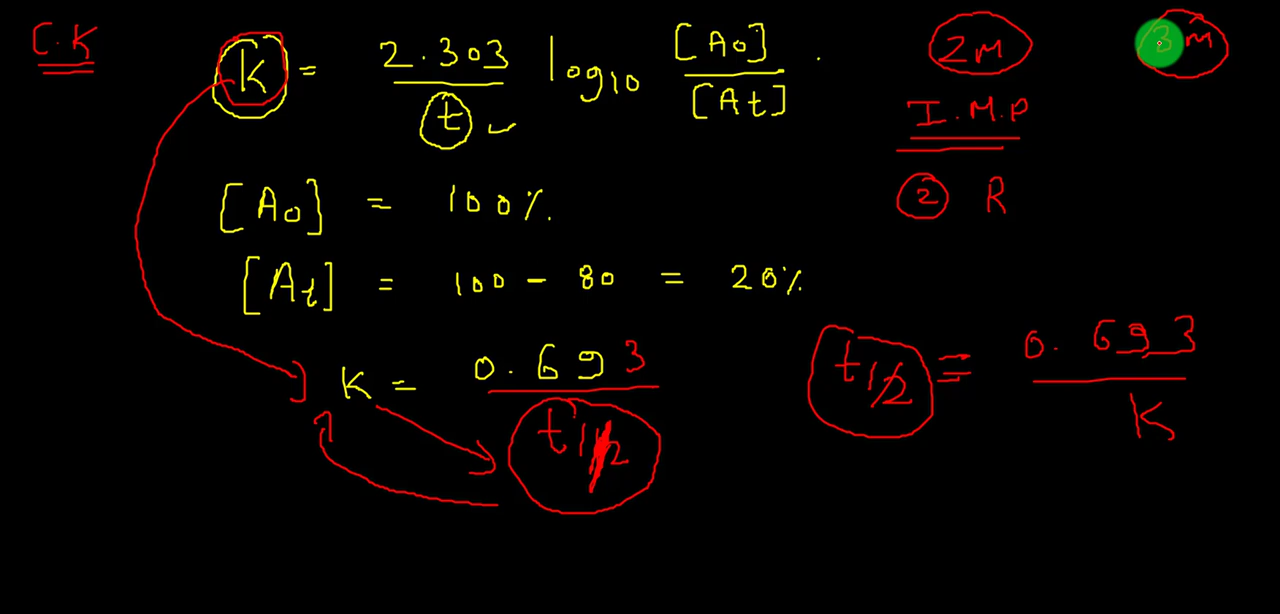 C.K
K = 2.303 / t log10 [A0] / [At] .
2M
3M
I.M.P
2 R
[A0] = 100%.
[At] = 100 - 80 = 20%
K = 0.693 / t1/2
t1/2 = 0.693 / K